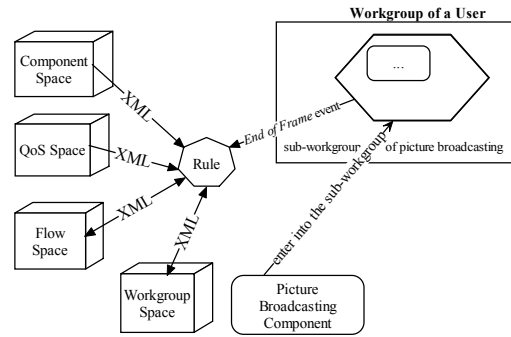 Workgroup of a User
Component
Space
...
XML
End of Frame event
QoS Space
XML
Rule
sub-workgroup of picture broadcasting
XML
enter into the sub-workgroup
Flow
Space
XML
Workgroup
Space
Picture
Broadcasting
Component